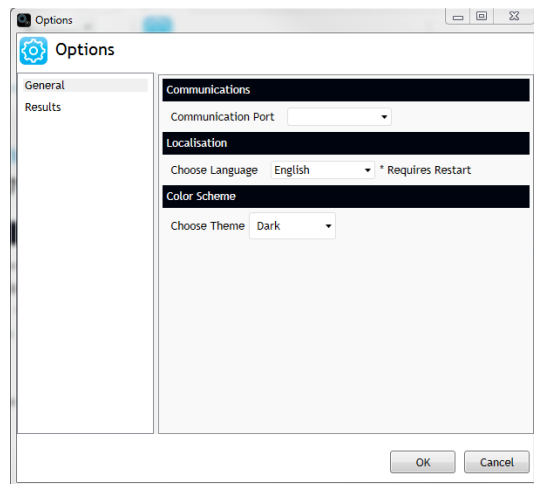 Options
Options
General
Results
Communications
Communication Port
Localisation
Choose Language English * Requires Restart
Color Scheme
Choose Theme Dark
OK Cancel